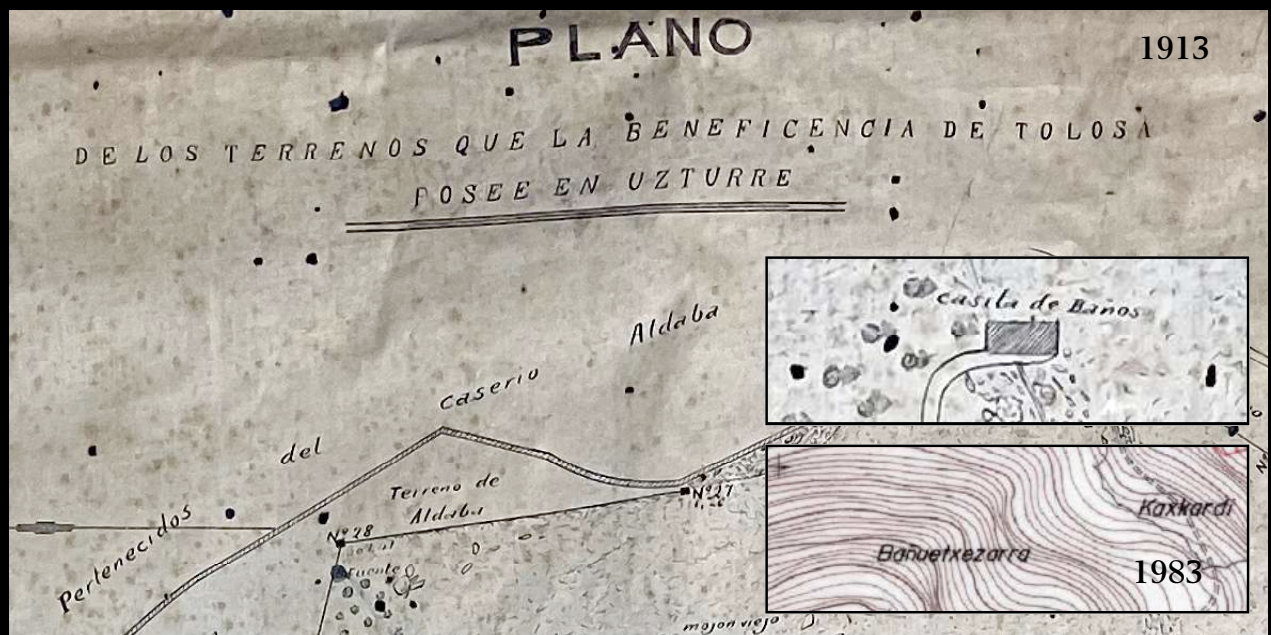 PLANO
1913
DE LOS TERRENOS QUE LA BENEFICENCIA DE TOLOSA
POSEE EN UZTURRE
Pertenecidos del Caserio Aldaba
Terreno de
Aldaba
Nº 27
Nº 28
Fuente
mojon viejo
casita de Baños
Kaxkardi
Bañuetxezarra
1983